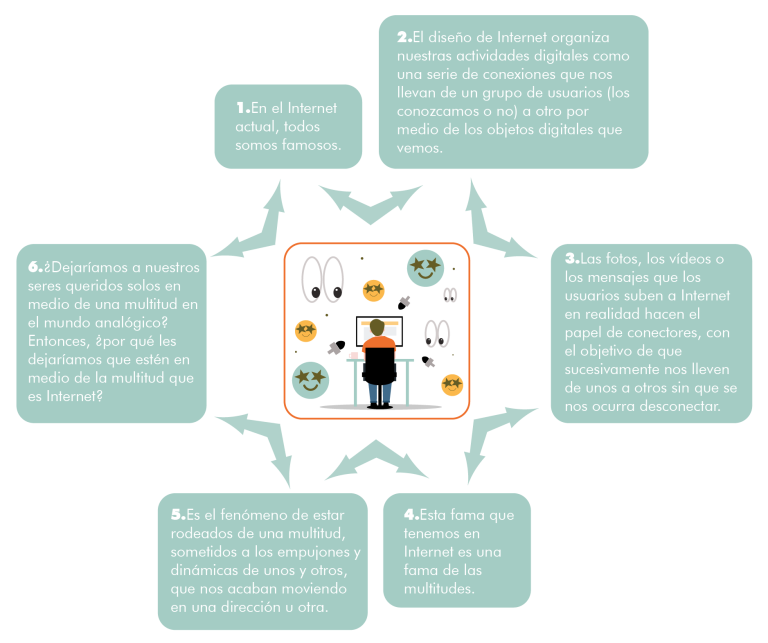 1.En el Internet
actual, todos
somos famosos.
2.El diseño de Internet organiza
nuestras actividades digitales como
una serie de conexiones que nos
llevan de un grupo de usuarios (los
conozcamos o no) a otro por
medio de los objetos digitales que
vemos.
3.Las fotos, los vídeos o
los mensajes que los
usuarios suben a Internet
en realidad hacen el
papel de conectores, con
el objetivo de que
sucesivamente nos lleven
de unos a otros sin que se
nos ocurra desconectar.
4.Esta fama que
tenemos en
Internet es una
fama de las
multitudes.
5.Es el fenómeno de estar
rodeados de una multitud,
sometidos a los empujones y
dinámicas de unos y otros,
que nos acaban moviendo
en una dirección u otra.
6.¿Dejaríamos a nuestros
seres queridos solos en
medio de una multitud en
el mundo analógico?
Entonces, ¿por qué les
dejaríamos que estén en
medio de la multitud que
es Internet?